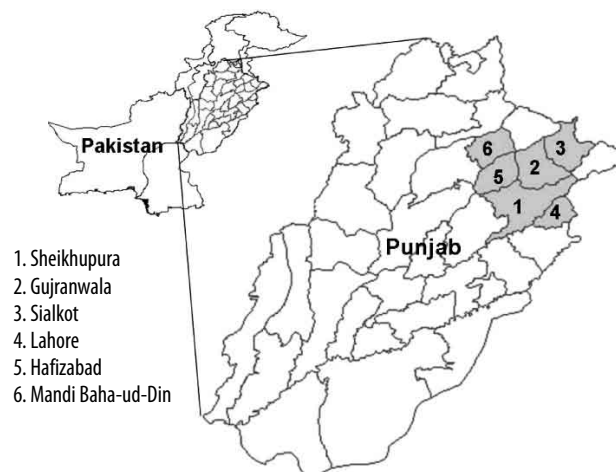 Pakistan
6
3
2
5
1
4
Punjab
1. Sheikhupura
2. Gujranwala
3. Sialkot
4. Lahore
5. Hafizabad
6. Mandi Baha-ud-Din